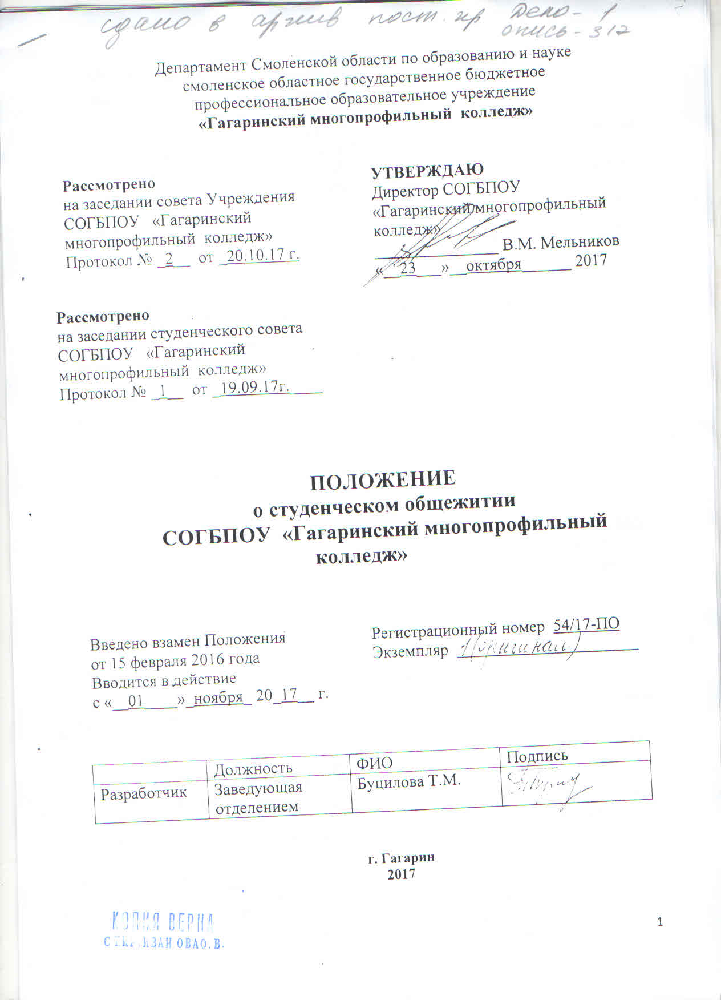 сдано в архив пост. хр Дело - 1
опись - 312
Департамент Смоленской области по образованию и науке
смоленское областное государственное бюджетное
профессиональное образовательное учреждение
«Гагаринский многопрофильный колледж»
Рассмотрено
на заседании совета Учреждения
СОГБПОУ «Гагаринский
многопрофильный колледж»
Протокол № _2__ от _20.10.17 г.
УТВЕРЖДАЮ
Директор СОГБПОУ
«Гагаринский многопрофильный
колледж»
_______________ В.М. Мельников
«__23___»__октября______ 2017
Рассмотрено
на заседании студенческого совета
СОГБПОУ «Гагаринский
многопрофильный колледж»
Протокол № _1__ от _19.09.17г.____
ПОЛОЖЕНИЕ
о студенческом общежитии
СОГБПОУ «Гагаринский многопрофильный
колледж»
Введено взамен Положения
от 15 февраля 2016 года
Вводится в действие
с «__01____»_ноября_ 20_17__ г.
Регистрационный номер 54/17-ПО
Экземпляр 1 (оригинал)
Должность ФИО Подпись
Разработчик Заведующая отделением Буцилова Т.М.
г. Гагарин
2017
КОПИЯ ВЕРНА
1